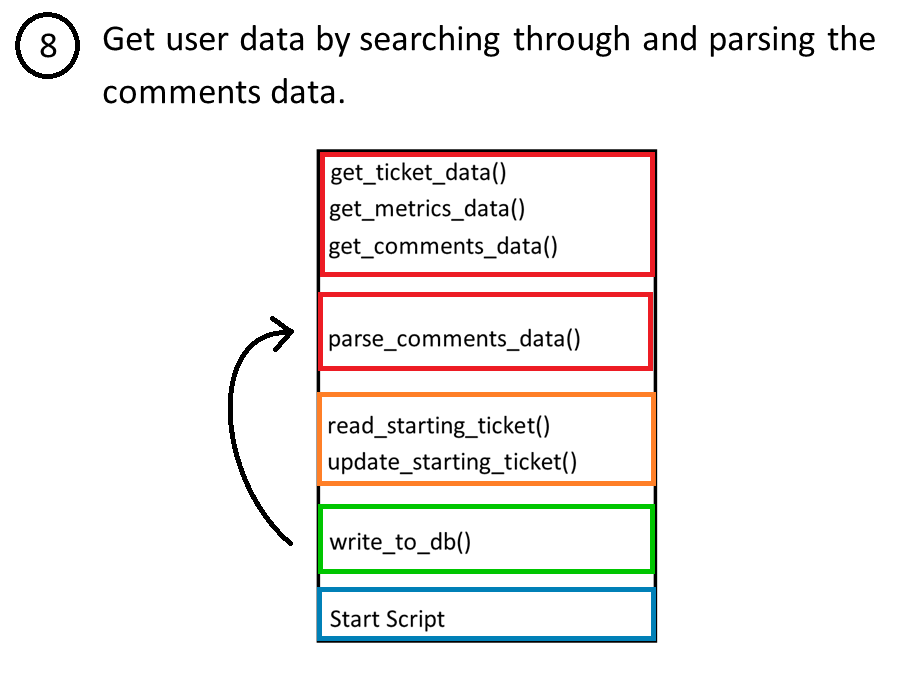 8 Get user data by searching through and parsing the
comments data.
get_ticket_data()
get_metrics_data()
get_comments_data()
parse_comments_data()
read_starting_ticket()
update_starting_ticket()
write_to_db()
Start Script